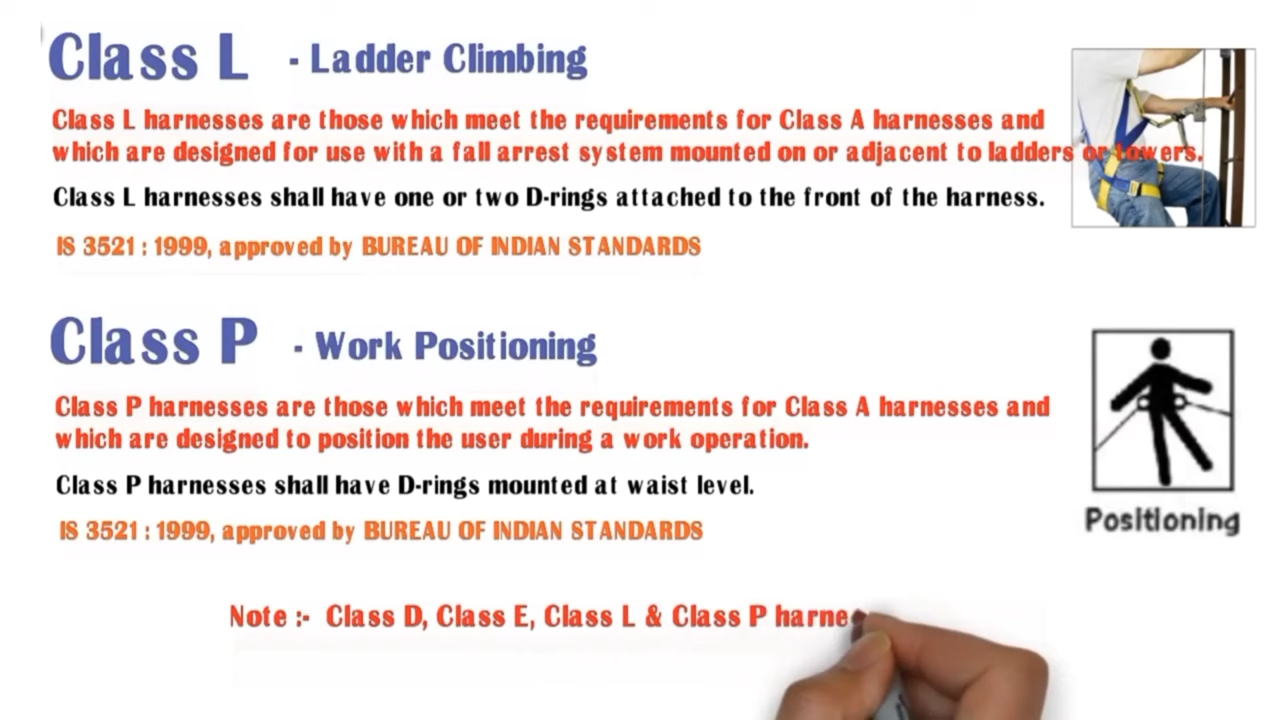 Class L - Ladder Climbing
Class L harnesses are those which meet the requirements for Class A harnesses and
which are designed for use with a fall arrest system mounted on or adjacent to ladders or towers.
Class L harnesses shall have one or two D-rings attached to the front of the harness.
IS 3521 : 1999, approved by BUREAU OF INDIAN STANDARDS
Class P - Work Positioning
Class P harnesses are those which meet the requirements for Class A harnesses and
which are designed to position the user during a work operation.
Class P harnesses shall have D-rings mounted at waist level.
IS 3521 : 1999, approved by BUREAU OF INDIAN STANDARDS
Positioning
Note :- Class D, Class E, Class L & Class P harne